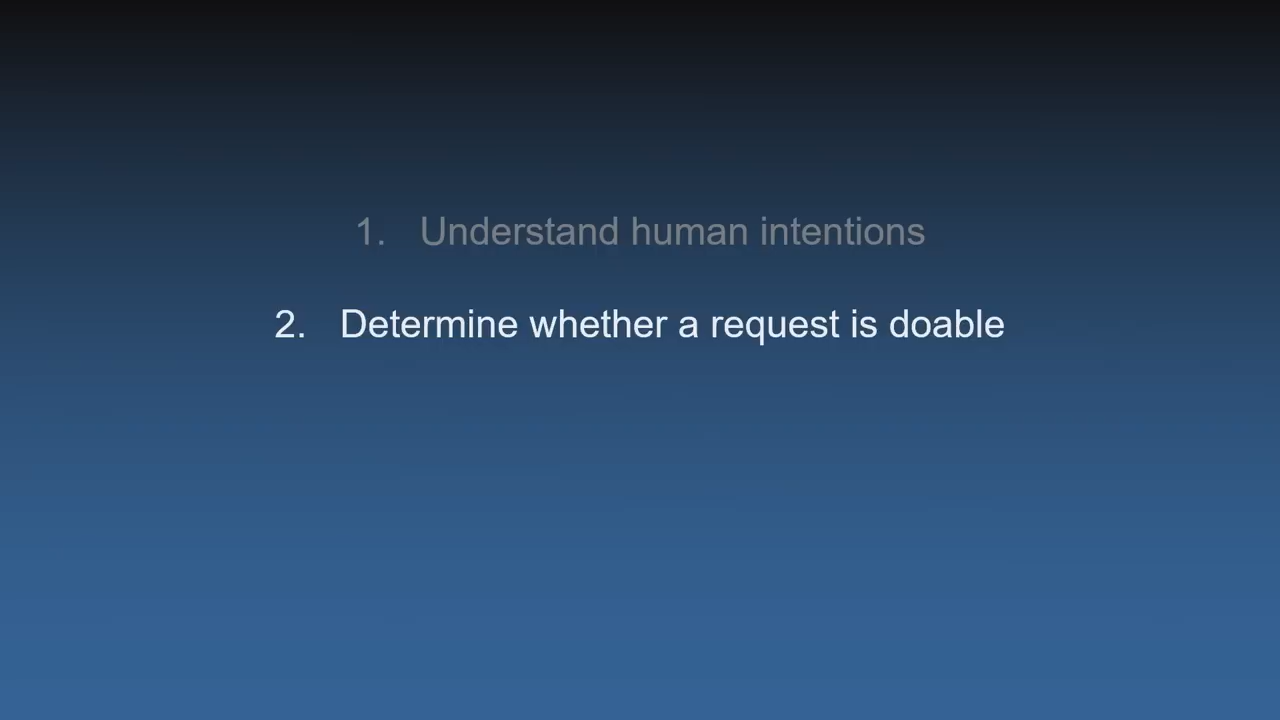 1. Understand human intentions
2. Determine whether a request is doable